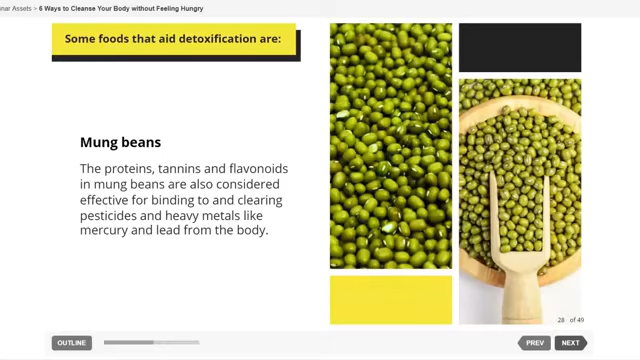 nar Assets > 6 Ways to Cleanse Your Body without Feeling Hungry
Some foods that aid detoxification are:
Mung beans
The proteins, tannins and flavonoids
in mung beans are also considered
effective for binding to and clearing
pesticides and heavy metals like
mercury and lead from the body.
28 of 49
OUTLINE
PREV
NEXT